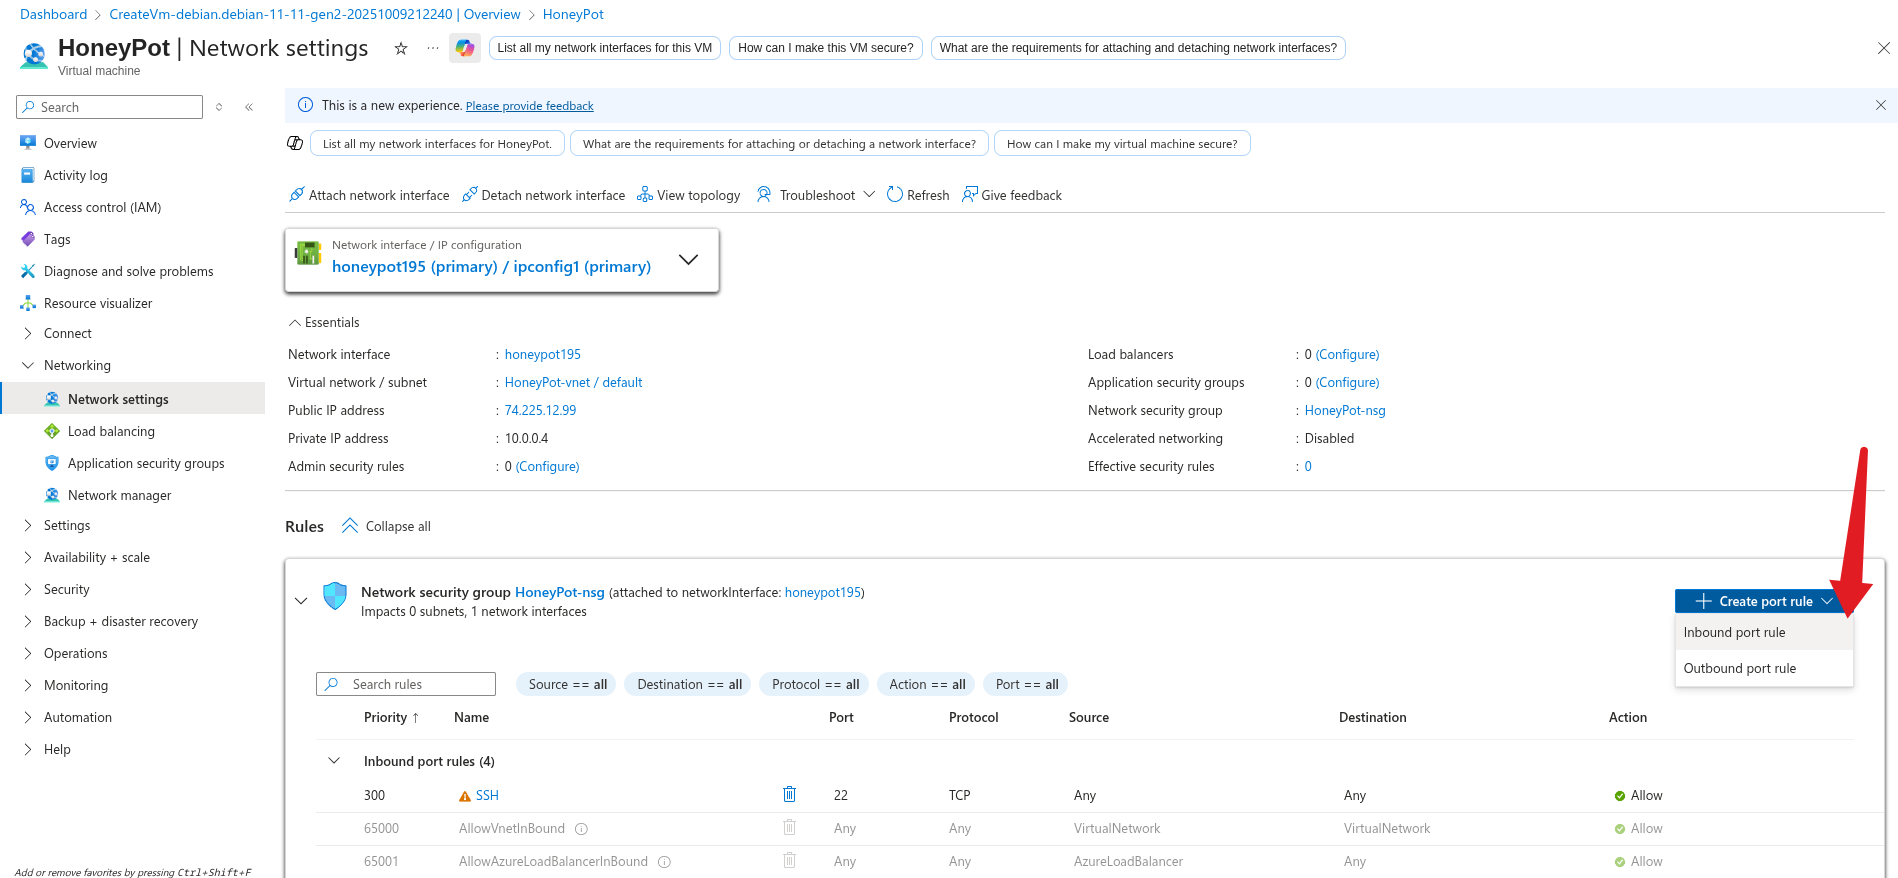 Dashboard > CreateVm-debian.debian-11-11-gen2-20251009212240 | Overview > HoneyPot
HoneyPot | Network settings
Virtual machine
List all my network interfaces for this VM
How can I make this VM secure?
What are the requirements for attaching and detaching network interfaces?
Search
Overview
Activity log
Access control (IAM)
Tags
Diagnose and solve problems
Resource visualizer
Connect
Networking
Network settings
Load balancing
Application security groups
Network manager
Settings
Availability + scale
Security
Backup + disaster recovery
Operations
Monitoring
Automation
Help
Add or remove favorites by pressing Ctrl+Shift+F
This is a new experience. Please provide feedback
List all my network interfaces for HoneyPot.
What are the requirements for attaching or detaching a network interface?
How can I make my virtual machine secure?
Attach network interface
Detach network interface
View topology
Troubleshoot
Refresh
Give feedback
Network interface / IP configuration
honeypot195 (primary) / ipconfig1 (primary)
Essentials
Network interface : honeypot195
Virtual network / subnet : HoneyPot-vnet / default
Public IP address : 74.225.12.99
Private IP address : 10.0.0.4
Admin security rules : 0 (Configure)
Load balancers : 0 (Configure)
Application security groups : 0 (Configure)
Network security group : HoneyPot-nsg
Accelerated networking : Disabled
Effective security rules : 0
Rules
Collapse all
Network security group HoneyPot-nsg (attached to networkInterface: honeypot195)
Impacts 0 subnets, 1 network interfaces
Create port rule
Inbound port rule
Outbound port rule
Search rules
Source == all
Destination == all
Protocol == all
Action == all
Port == all
Priority ↑ Name Port Protocol Source Destination Action
Inbound port rules (4)
300 SSH 22 TCP Any Any Allow
65000 AllowVnetInBound Any Any VirtualNetwork VirtualNetwork Allow
65001 AllowAzureLoadBalancerInBound Any Any AzureLoadBalancer Any Allow